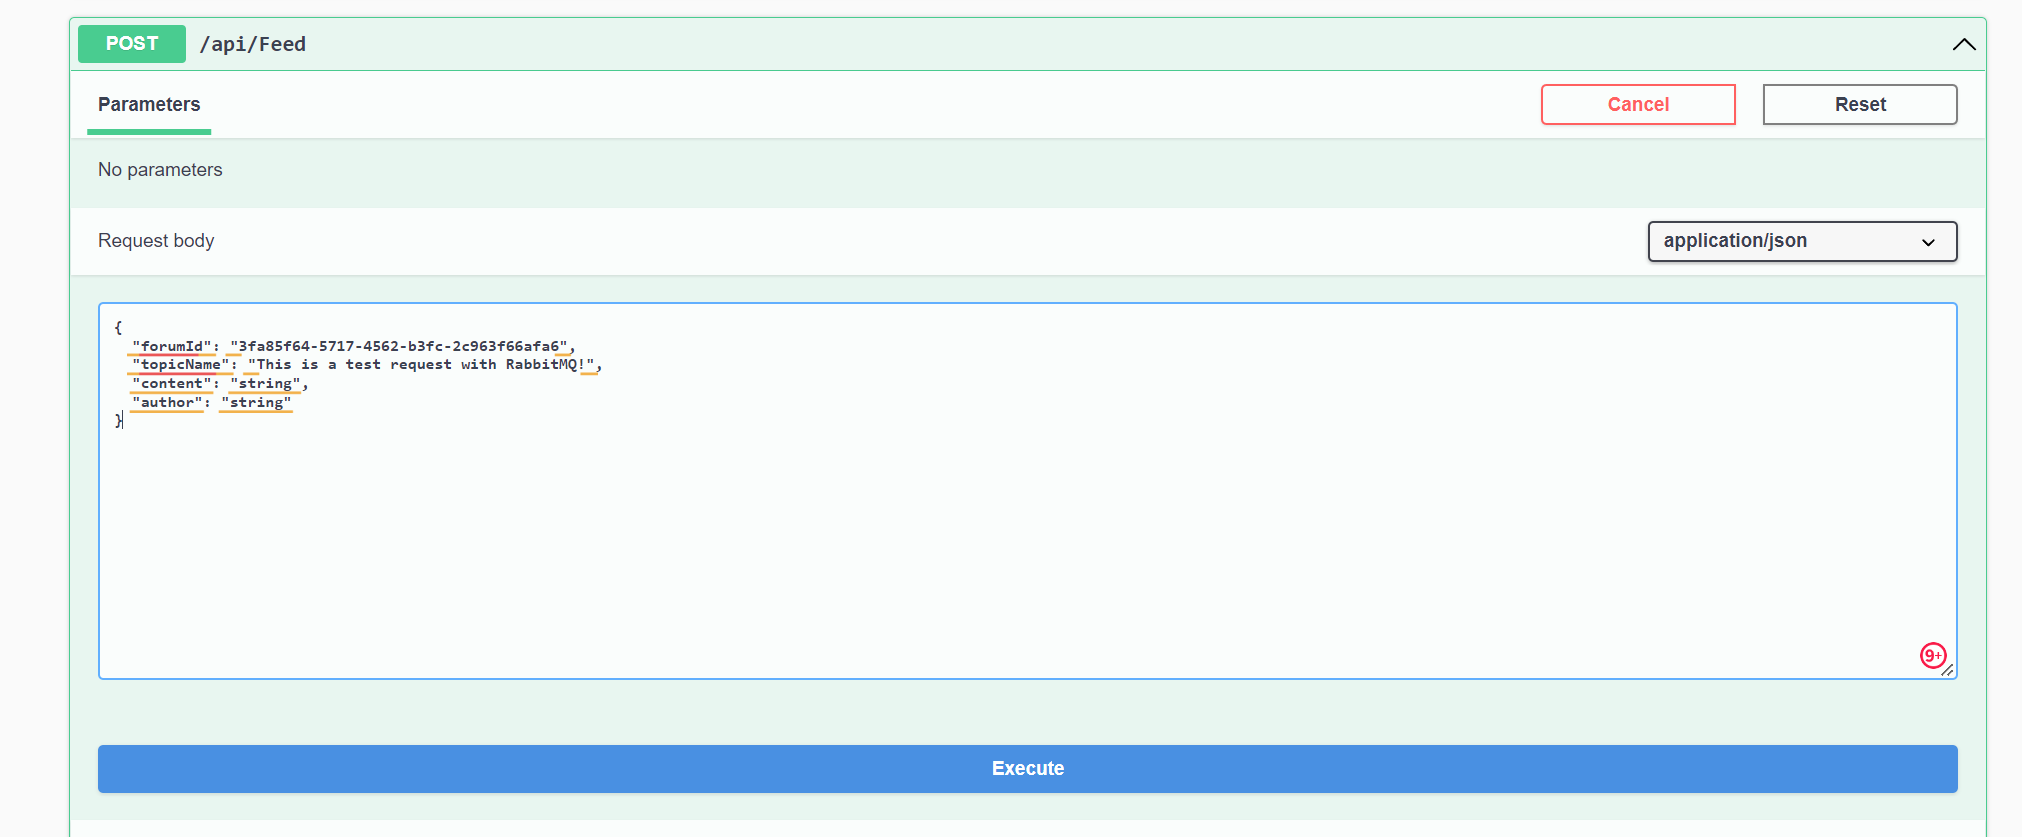 POST /api/Feed
Parameters
Cancel
Reset
No parameters
Request body
application/json
{
"forumId": "3fa85f64-5717-4562-b3fc-2c963f66afa6",
"topicName": "This is a test request with RabbitMQ!",
"content": "string",
"author": "string"
}
9+
Execute